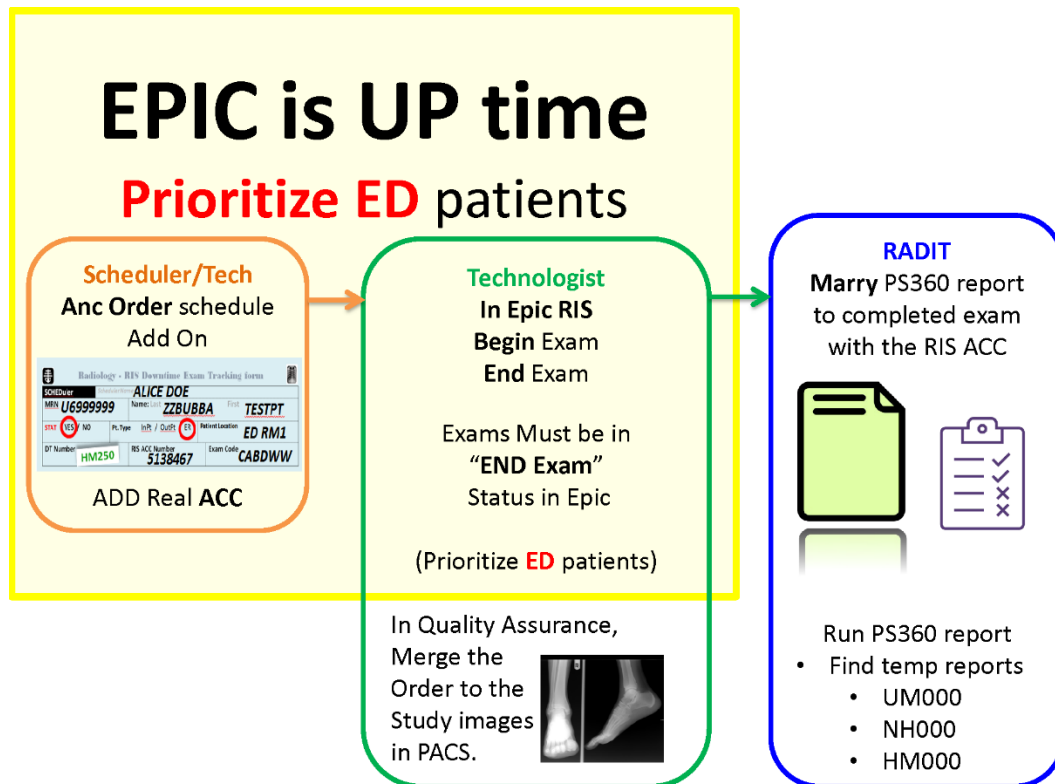 EPIC is UP time
Prioritize ED patients
Scheduler/Tech
Anc Order schedule
Add On
Radiology - RIS Downtime Exam Tracking form
SCHEDuler
ALICE DOE
MRN U6999999
Name: Last ZZBUBBA First TESTPT
STAT YES / NO Pt. Type InPt / OutPt ER Patient Location ED RM1
DT Number HM250 RIS ACC Number 5138467 Exam Code CABDWW
ADD Real ACC
Technologist
In Epic RIS
Begin Exam
End Exam
Exams Must be in
“END Exam”
Status in Epic
(Prioritize ED patients)
In Quality Assurance,
Merge the
Order to the
Study images
in PACS.
RADIT
Marry PS360 report
to completed exam
with the RIS ACC
Run PS360 report
• Find temp reports
• UM000
• NH000
• HM000